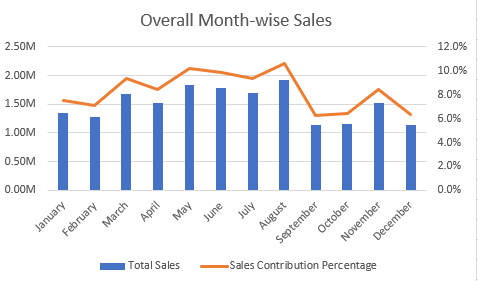 Overall Month-wise Sales
2.50M
2.00M
1.50M
1.00M
0.50M
0.00M
12.0%
10.0%
8.0%
6.0%
4.0%
2.0%
0.0%
January
February
March
April
May
June
July
August
September
October
November
December
Total Sales
Sales Contribution Percentage